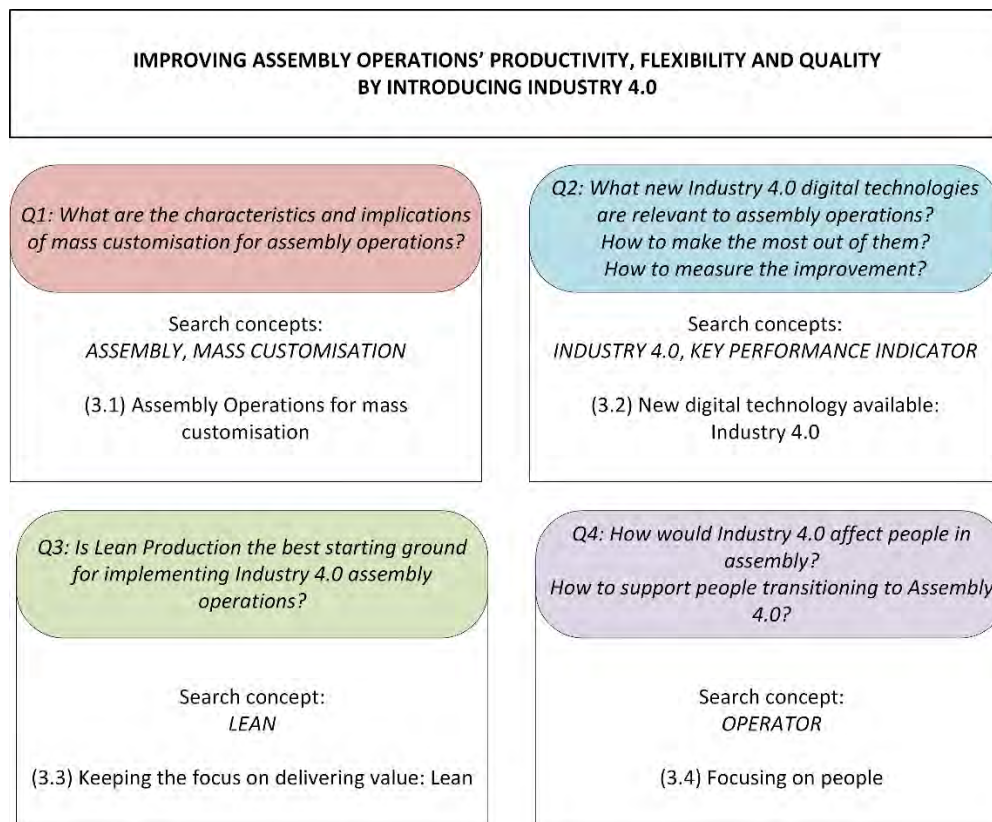 IMPROVING ASSEMBLY OPERATIONS’ PRODUCTIVITY, FLEXIBILITY AND QUALITY
BY INTRODUCING INDUSTRY 4.0
Q1: What are the characteristics and implications
of mass customisation for assembly operations?
Search concepts:
ASSEMBLY, MASS CUSTOMISATION
(3.1) Assembly Operations for mass
customisation
Q2: What new Industry 4.0 digital technologies
are relevant to assembly operations?
How to make the most out of them?
How to measure the improvement?
Search concepts:
INDUSTRY 4.0, KEY PERFORMANCE INDICATOR
(3.2) New digital technology available:
Industry 4.0
Q3: Is Lean Production the best starting ground
for implementing Industry 4.0 assembly
operations?
Search concept:
LEAN
(3.3) Keeping the focus on delivering value: Lean
Q4: How would Industry 4.0 affect people in
assembly?
How to support people transitioning to Assembly
4.0?
Search concept:
OPERATOR
(3.4) Focusing on people